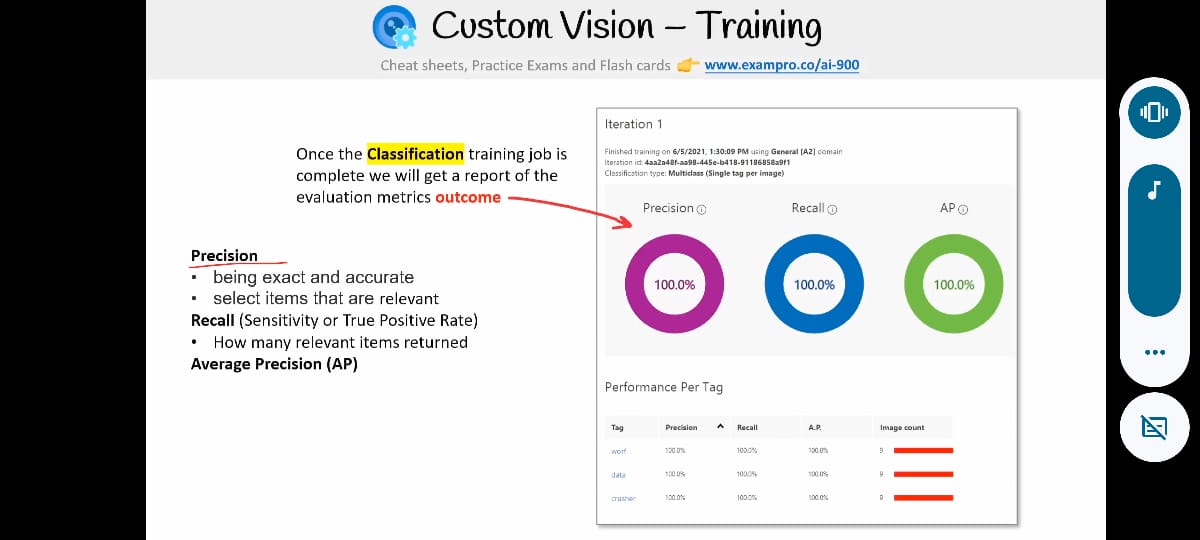 Custom Vision – Training
Cheat sheets, Practice Exams and Flash cards 👉 www.exampro.co/ai-900
Once the Classification training job is
complete we will get a report of the
evaluation metrics outcome
Precision
• being exact and accurate
• select items that are relevant
Recall (Sensitivity or True Positive Rate)
• How many relevant items returned
Average Precision (AP)
Iteration 1
Finished training on 6/5/2021, 1:30:09 PM using General [A2] domain
Iteration id: 4aa2a48f-aa98-445e-b418-91186858a9f1
Classification type: Multiclass (Single tag per image)
Precision Recall AP
100.0% 100.0% 100.0%
Performance Per Tag
Tag Precision Recall A.P. Image count
worf 100.0% 100.0% 100.0% 9
data 100.0% 100.0% 100.0% 9
crusher 100.0% 100.0% 100.0% 9